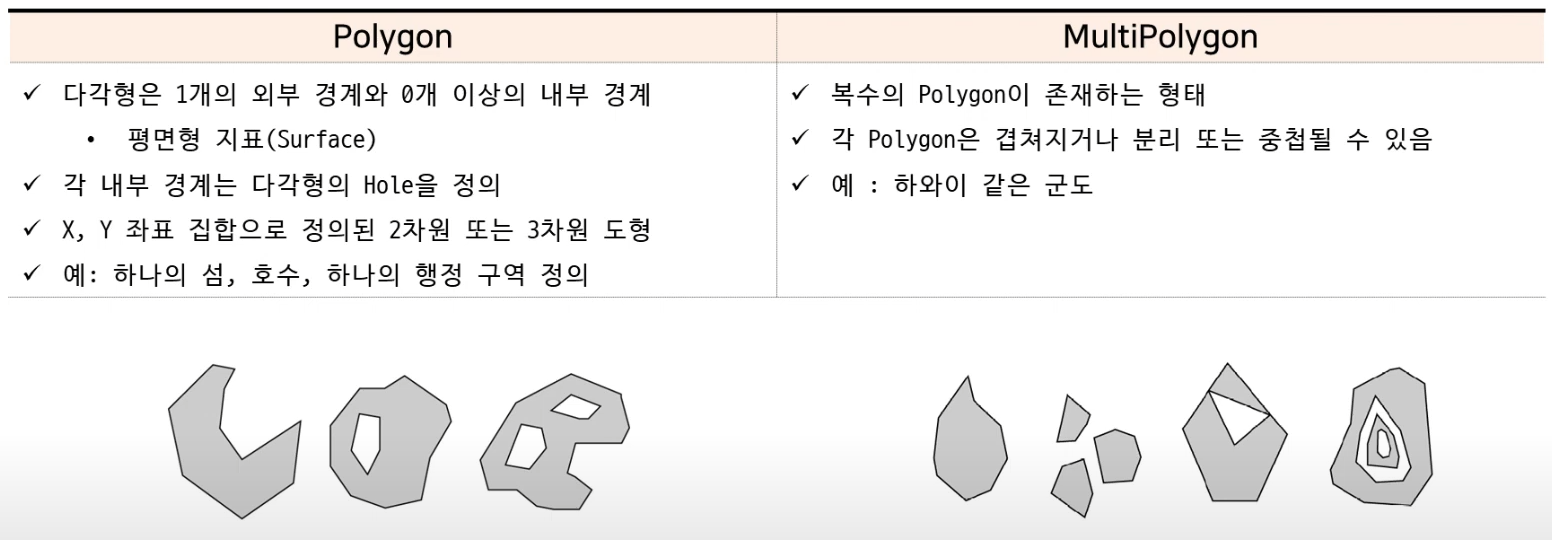 Polygon
✓ 다각형은 1개의 외부 경계와 0개 이상의 내부 경계
• 평면형 지표(Surface)
✓ 각 내부 경계는 다각형의 Hole을 정의
✓ X, Y 좌표 집합으로 정의된 2차원 또는 3차원 도형
✓ 예: 하나의 섬, 호수, 하나의 행정 구역 정의
MultiPolygon
✓ 복수의 Polygon이 존재하는 형태
✓ 각 Polygon은 겹쳐지거나 분리 또는 중첩될 수 있음
✓ 예 : 하와이 같은 군도